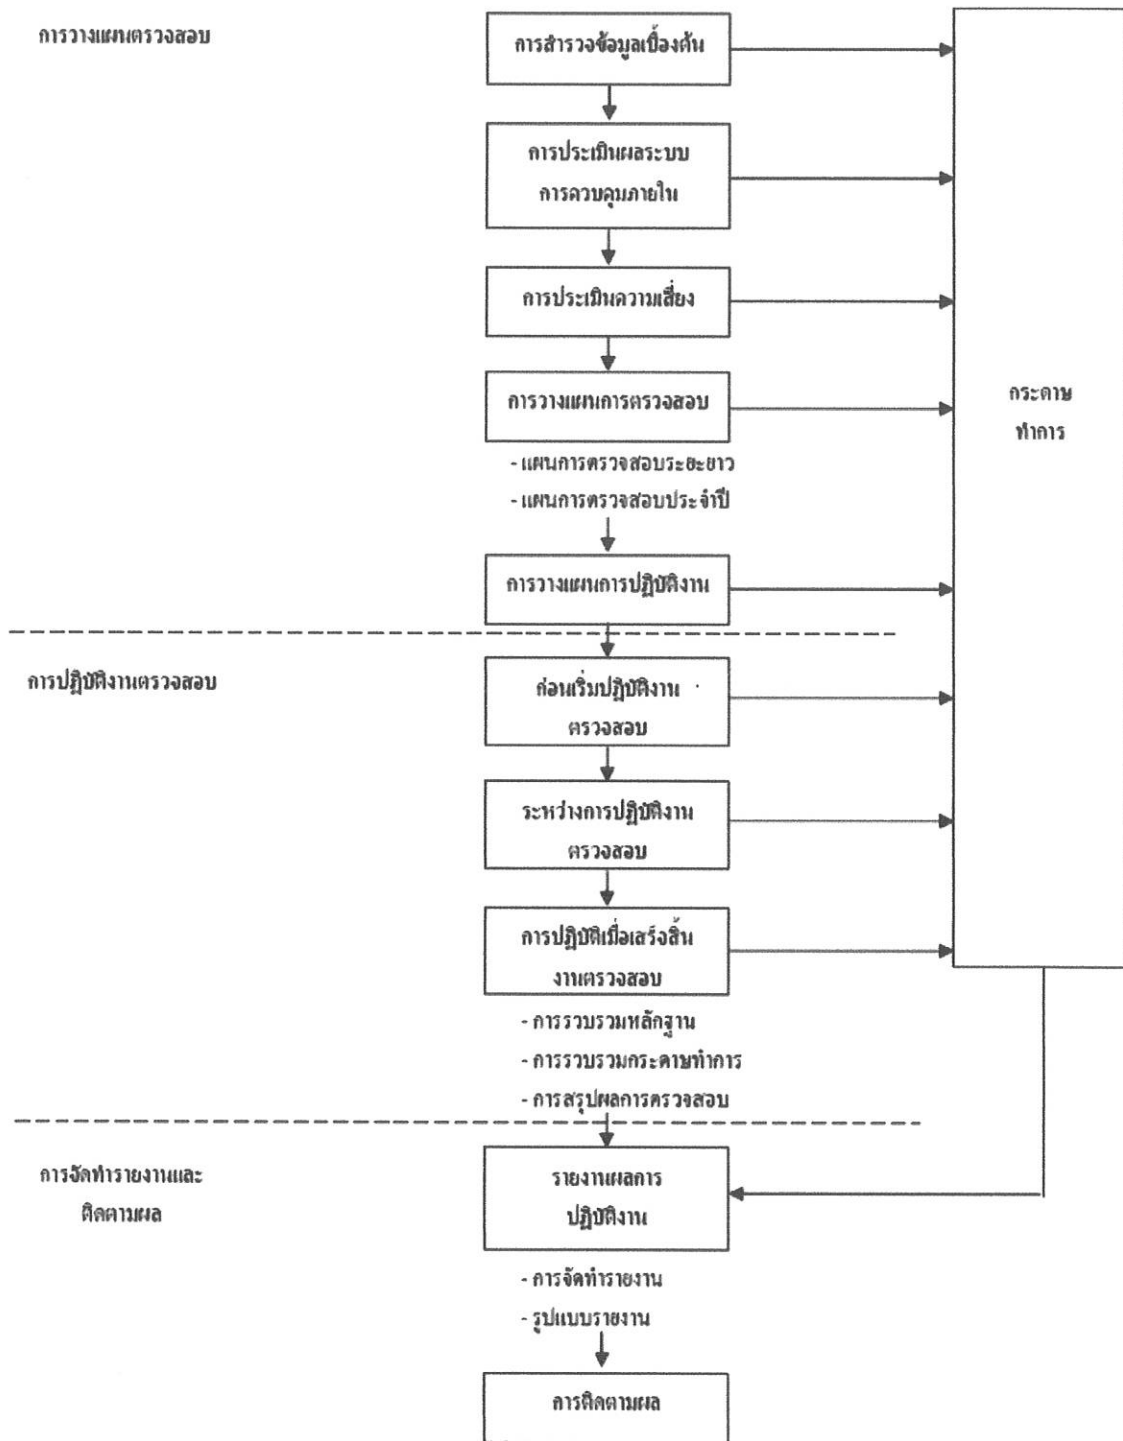 การวางแผนตรวจสอบ
การสำรวจข้อมูลเบื้องต้น
การประเมินผลระบบ
การควบคุมภายใน
การประเมินความเสี่ยง
การวางแผนการตรวจสอบ
- แผนการตรวจสอบระยะยาว
- แผนการตรวจสอบประจำปี
การวางแผนการปฏิบัติงาน
กระดาษ
ทำการ
การปฏิบัติงานตรวจสอบ
ก่อนเริ่มปฏิบัติงาน
ตรวจสอบ
ระหว่างการปฏิบัติงาน
ตรวจสอบ
การปฏิบัติเมื่อเสร็จสิ้น
งานตรวจสอบ
- การรวบรวมหลักฐาน
- การรวบรวมกระดาษทำการ
- การสรุปผลการตรวจสอบ
การจัดทำรายงานและ
ติดตามผล
รายงานผลการ
ปฏิบัติงาน
- การจัดทำรายงาน
- รูปแบบรายงาน
การติดตามผล